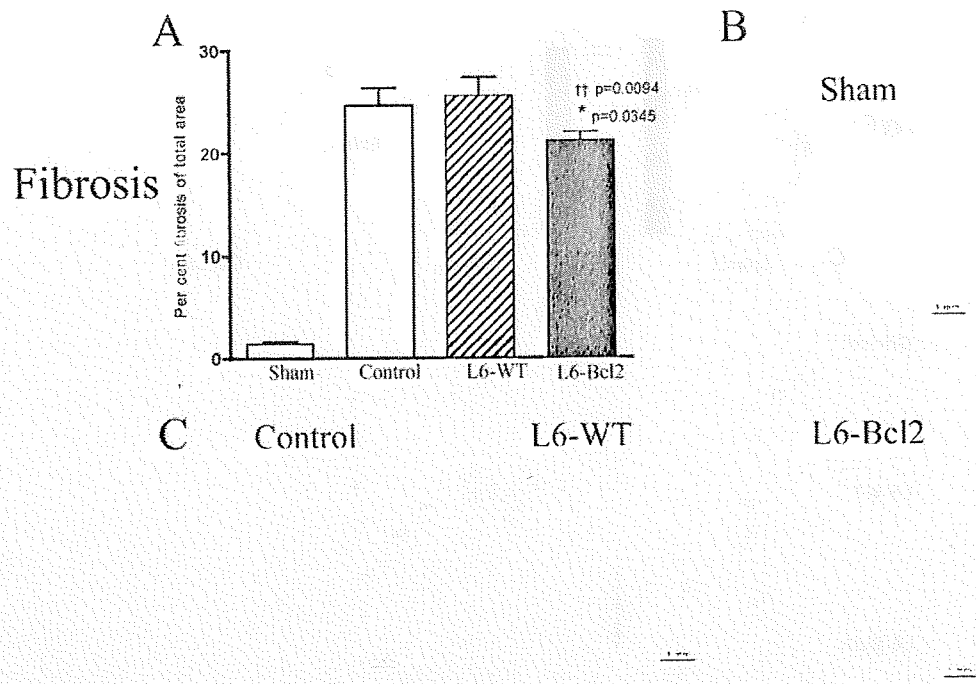 A
B
Fibrosis
Per cent fibrosis of total area
30
20
10
0
†† p=0.0094
* p=0.0345
Sham
Control
L6-WT
L6-Bcl2
Sham
C
Control
L6-WT
L6-Bcl2